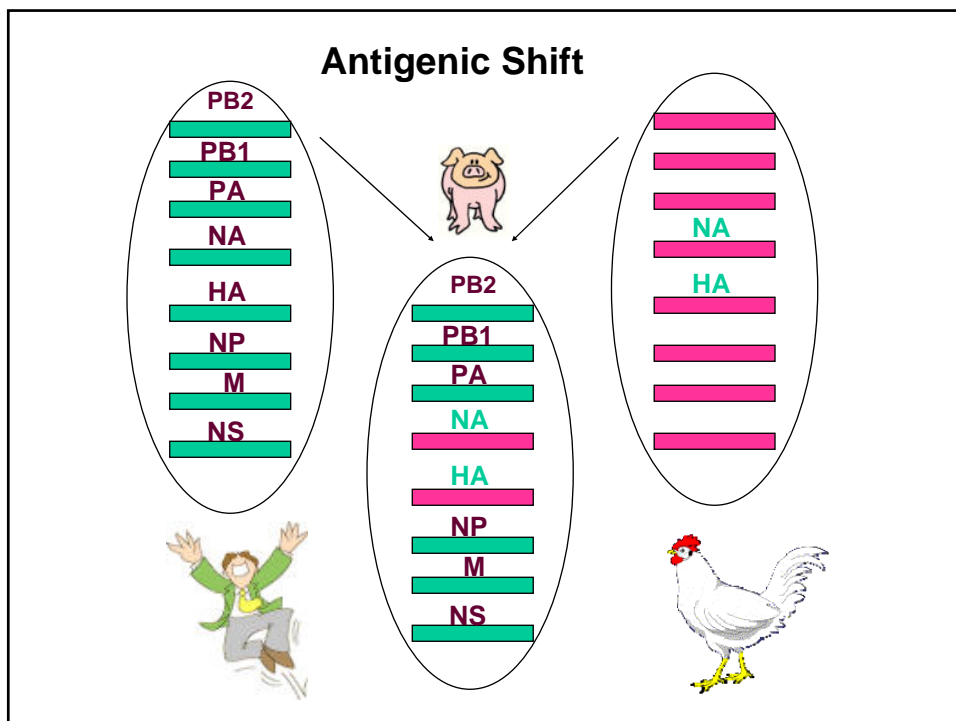 Antigenic Shift
PB2
PB1
PA
NA
HA
NP
M
NS
PB2
PB1
PA
NA
HA
NP
M
NS
NA
HA